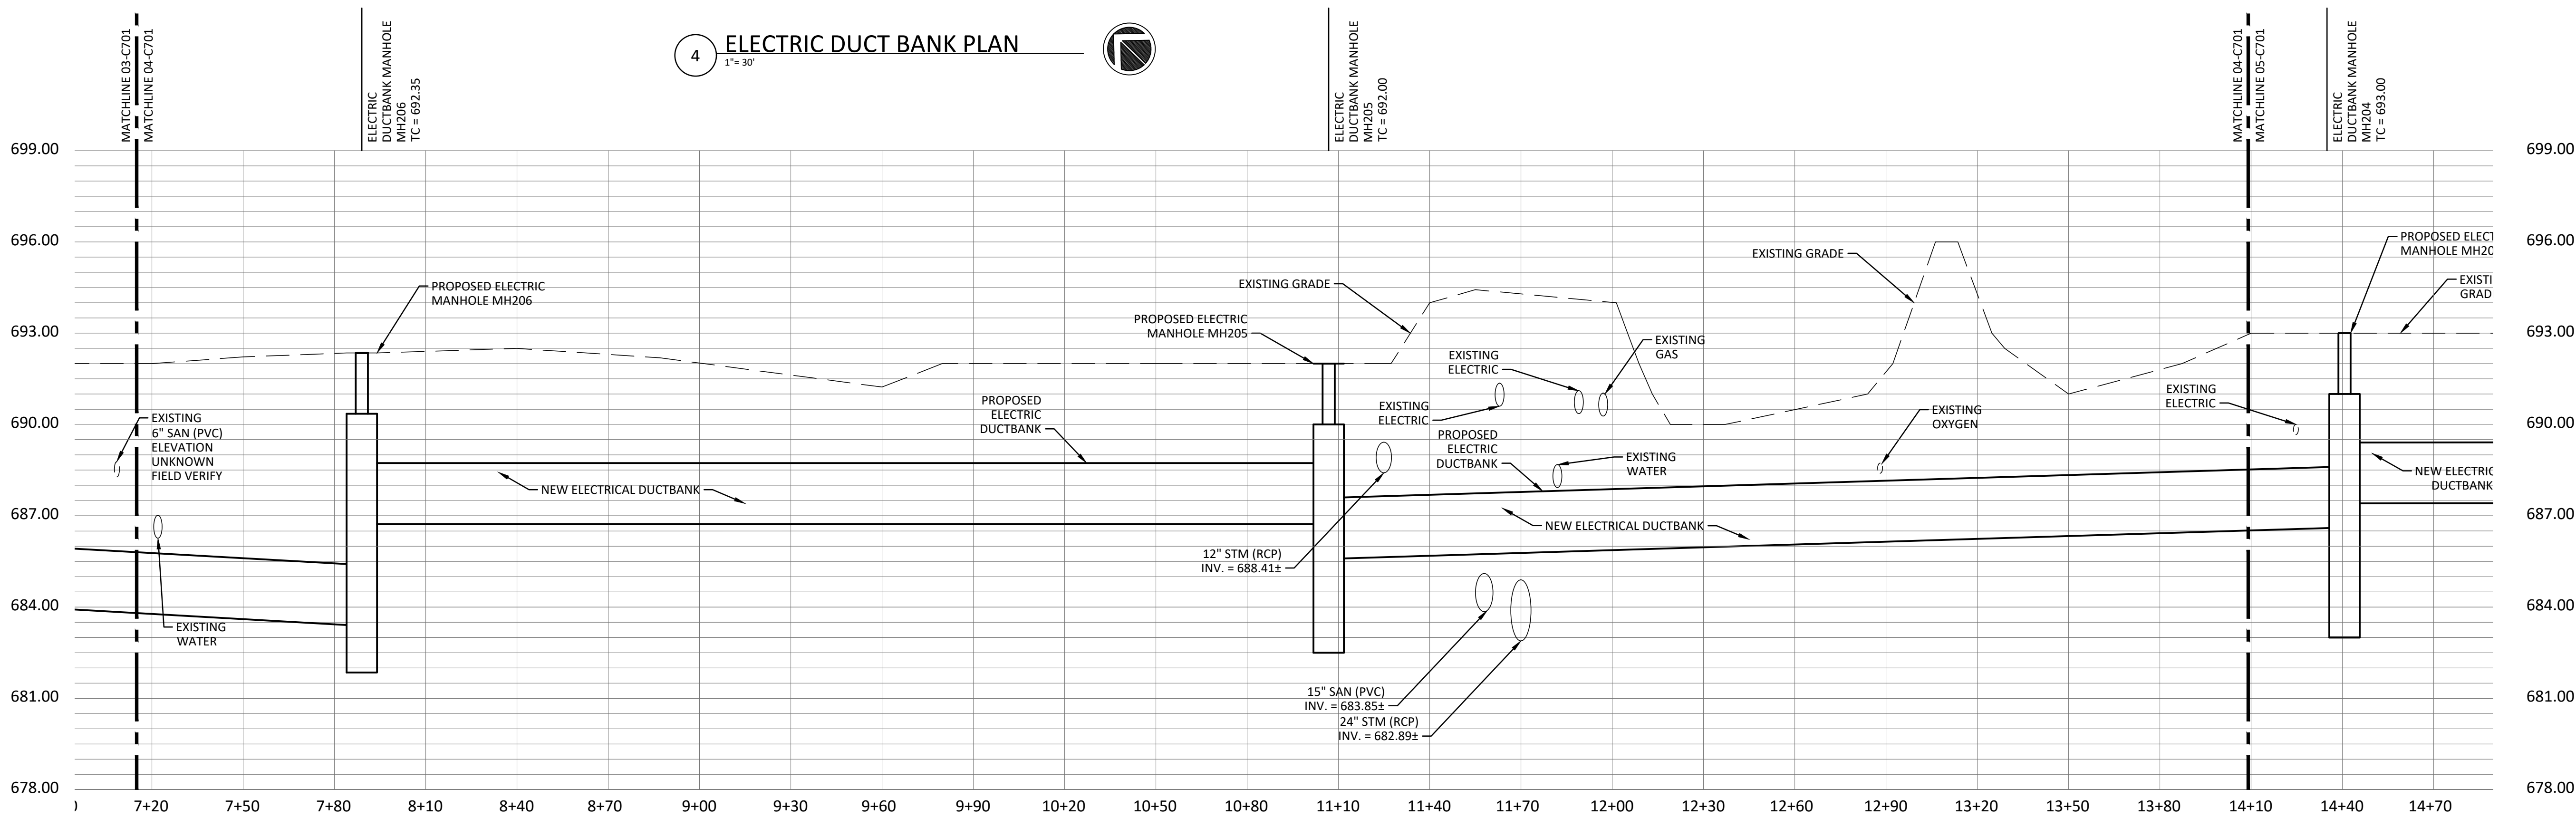 MATCHLINE 03-C701
MATCHLINE 04-C701
ELECTRIC
DUCTBANK MANHOLE
MH206
TC = 692.35
4
ELECTRIC DUCT BANK PLAN
1"= 30'
ELECTRIC
DUCTBANK MANHOLE
MH205
TC = 692.00
MATCHLINE 04-C701
MATCHLINE 05-C701
ELECTRIC
DUCTBANK MANHOLE
MH204
TC = 693.00
699.00
696.00
693.00
690.00
687.00
684.00
681.00
678.00
EXISTING
6" SAN (PVC)
ELEVATION
UNKNOWN
FIELD VERIFY
EXISTING
WATER
PROPOSED ELECTRIC
MANHOLE MH206
NEW ELECTRICAL DUCTBANK
PROPOSED
ELECTRIC
DUCTBANK
EXISTING GRADE
PROPOSED ELECTRIC
MANHOLE MH205
12" STM (RCP)
INV. = 688.41±
EXISTING
ELECTRIC
EXISTING
ELECTRIC
EXISTING
GAS
PROPOSED
ELECTRIC
DUCTBANK
EXISTING
WATER
NEW ELECTRICAL DUCTBANK
15" SAN (PVC)
INV. = 683.85±
24" STM (RCP)
INV. = 682.89±
EXISTING GRADE
EXISTING
OXYGEN
EXISTING
ELECTRIC
PROPOSED ELECT
MANHOLE MH20
EXISTI
GRAD
NEW ELECTRIC
DUCTBANK
699.00
696.00
693.00
690.00
687.00
684.00
681.00
678.00
7+20 7+50 7+80 8+10 8+40 8+70 9+00 9+30 9+60 9+90 10+20 10+50 10+80 11+10 11+40 11+70 12+00 12+30 12+60 12+90 13+20 13+50 13+80 14+10 14+40 14+70